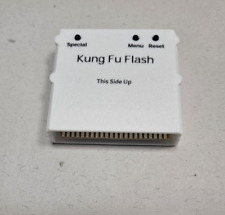 Special Menu Reset
Kung Fu Flash
This Side Up